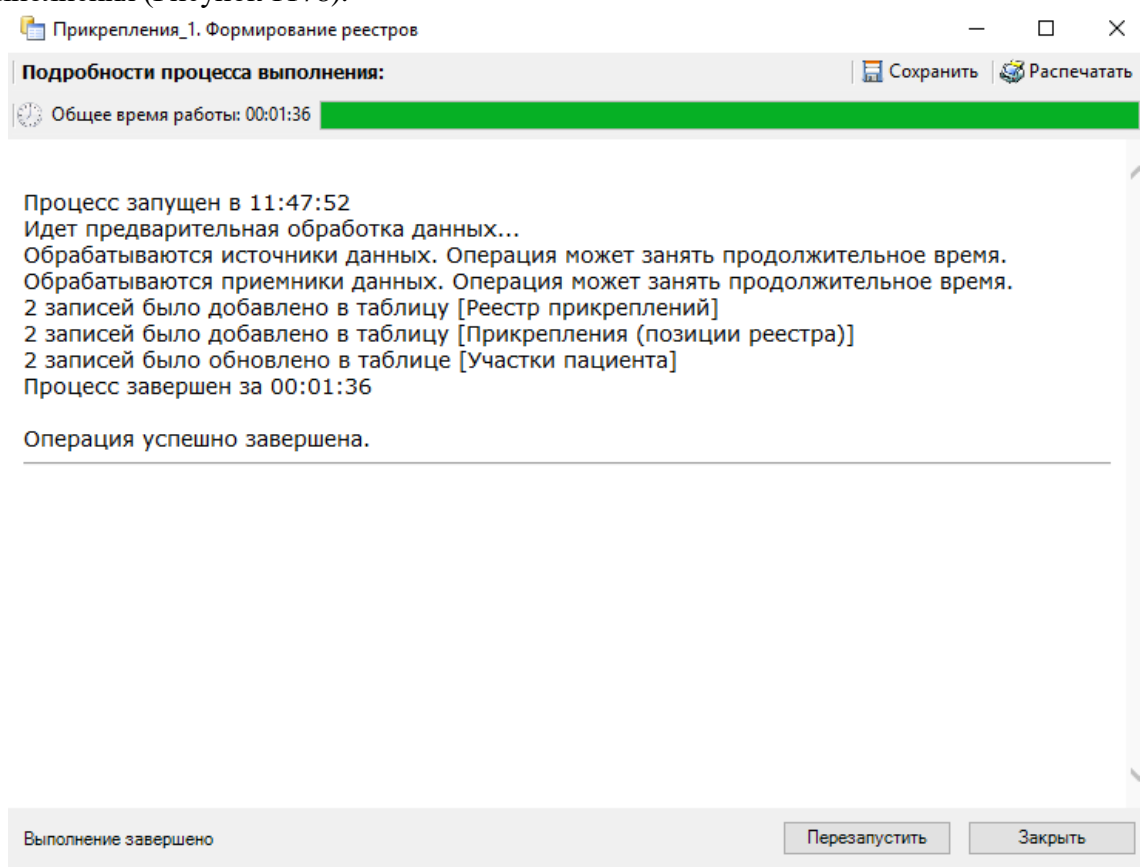 Прикрепления_1. Формирование реестров
Подробности процесса выполнения:
Сохранить
Распечатать
Общее время работы: 00:01:36
Процесс запущен в 11:47:52
Идет предварительная обработка данных...
Обрабатываются источники данных. Операция может занять продолжительное время.
Обрабатываются приемники данных. Операция может занять продолжительное время.
2 записей было добавлено в таблицу [Реестр прикреплений]
2 записей было добавлено в таблицу [Прикрепления (позиции реестра)]
2 записей было обновлено в таблице [Участки пациента]
Процесс завершен за 00:01:36
Операция успешно завершена.
Выполнение завершено
Перезапустить
Закрыть